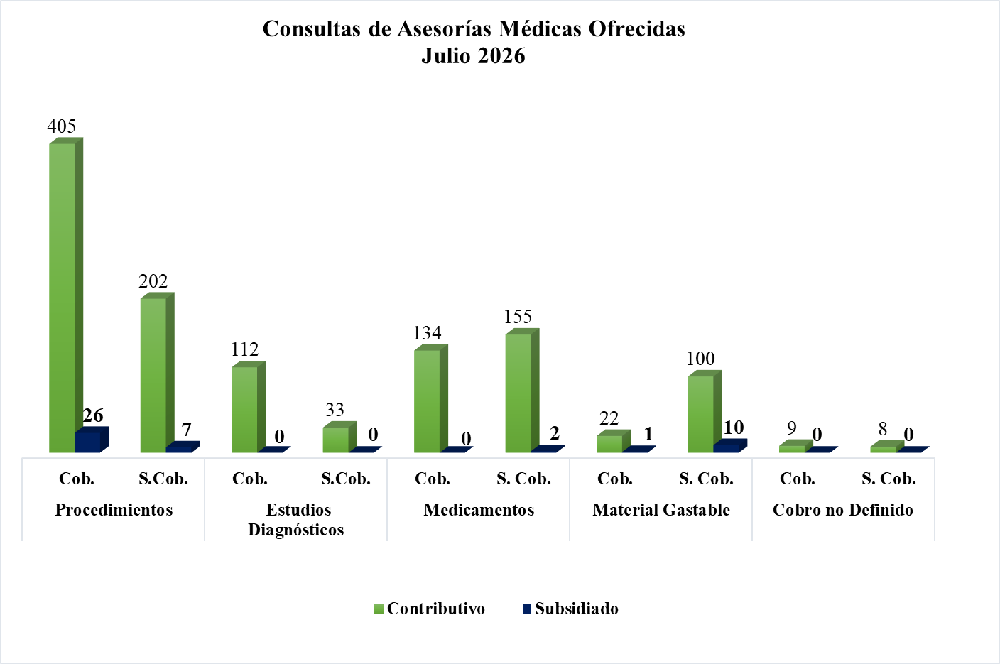 Consultas de Asesorías Médicas Ofrecidas
Julio 2026
405
26
202
7
112
0
33
0
134
0
155
2
22
1
100
10
9
0
8
0
Cob.
S.Cob.
Cob.
S.Cob.
Cob.
S. Cob.
Cob.
S. Cob.
Cob.
S. Cob.
Procedimientos
Estudios
Diagnósticos
Medicamentos
Material Gastable
Cobro no Definido
Contributivo
Subsidiado